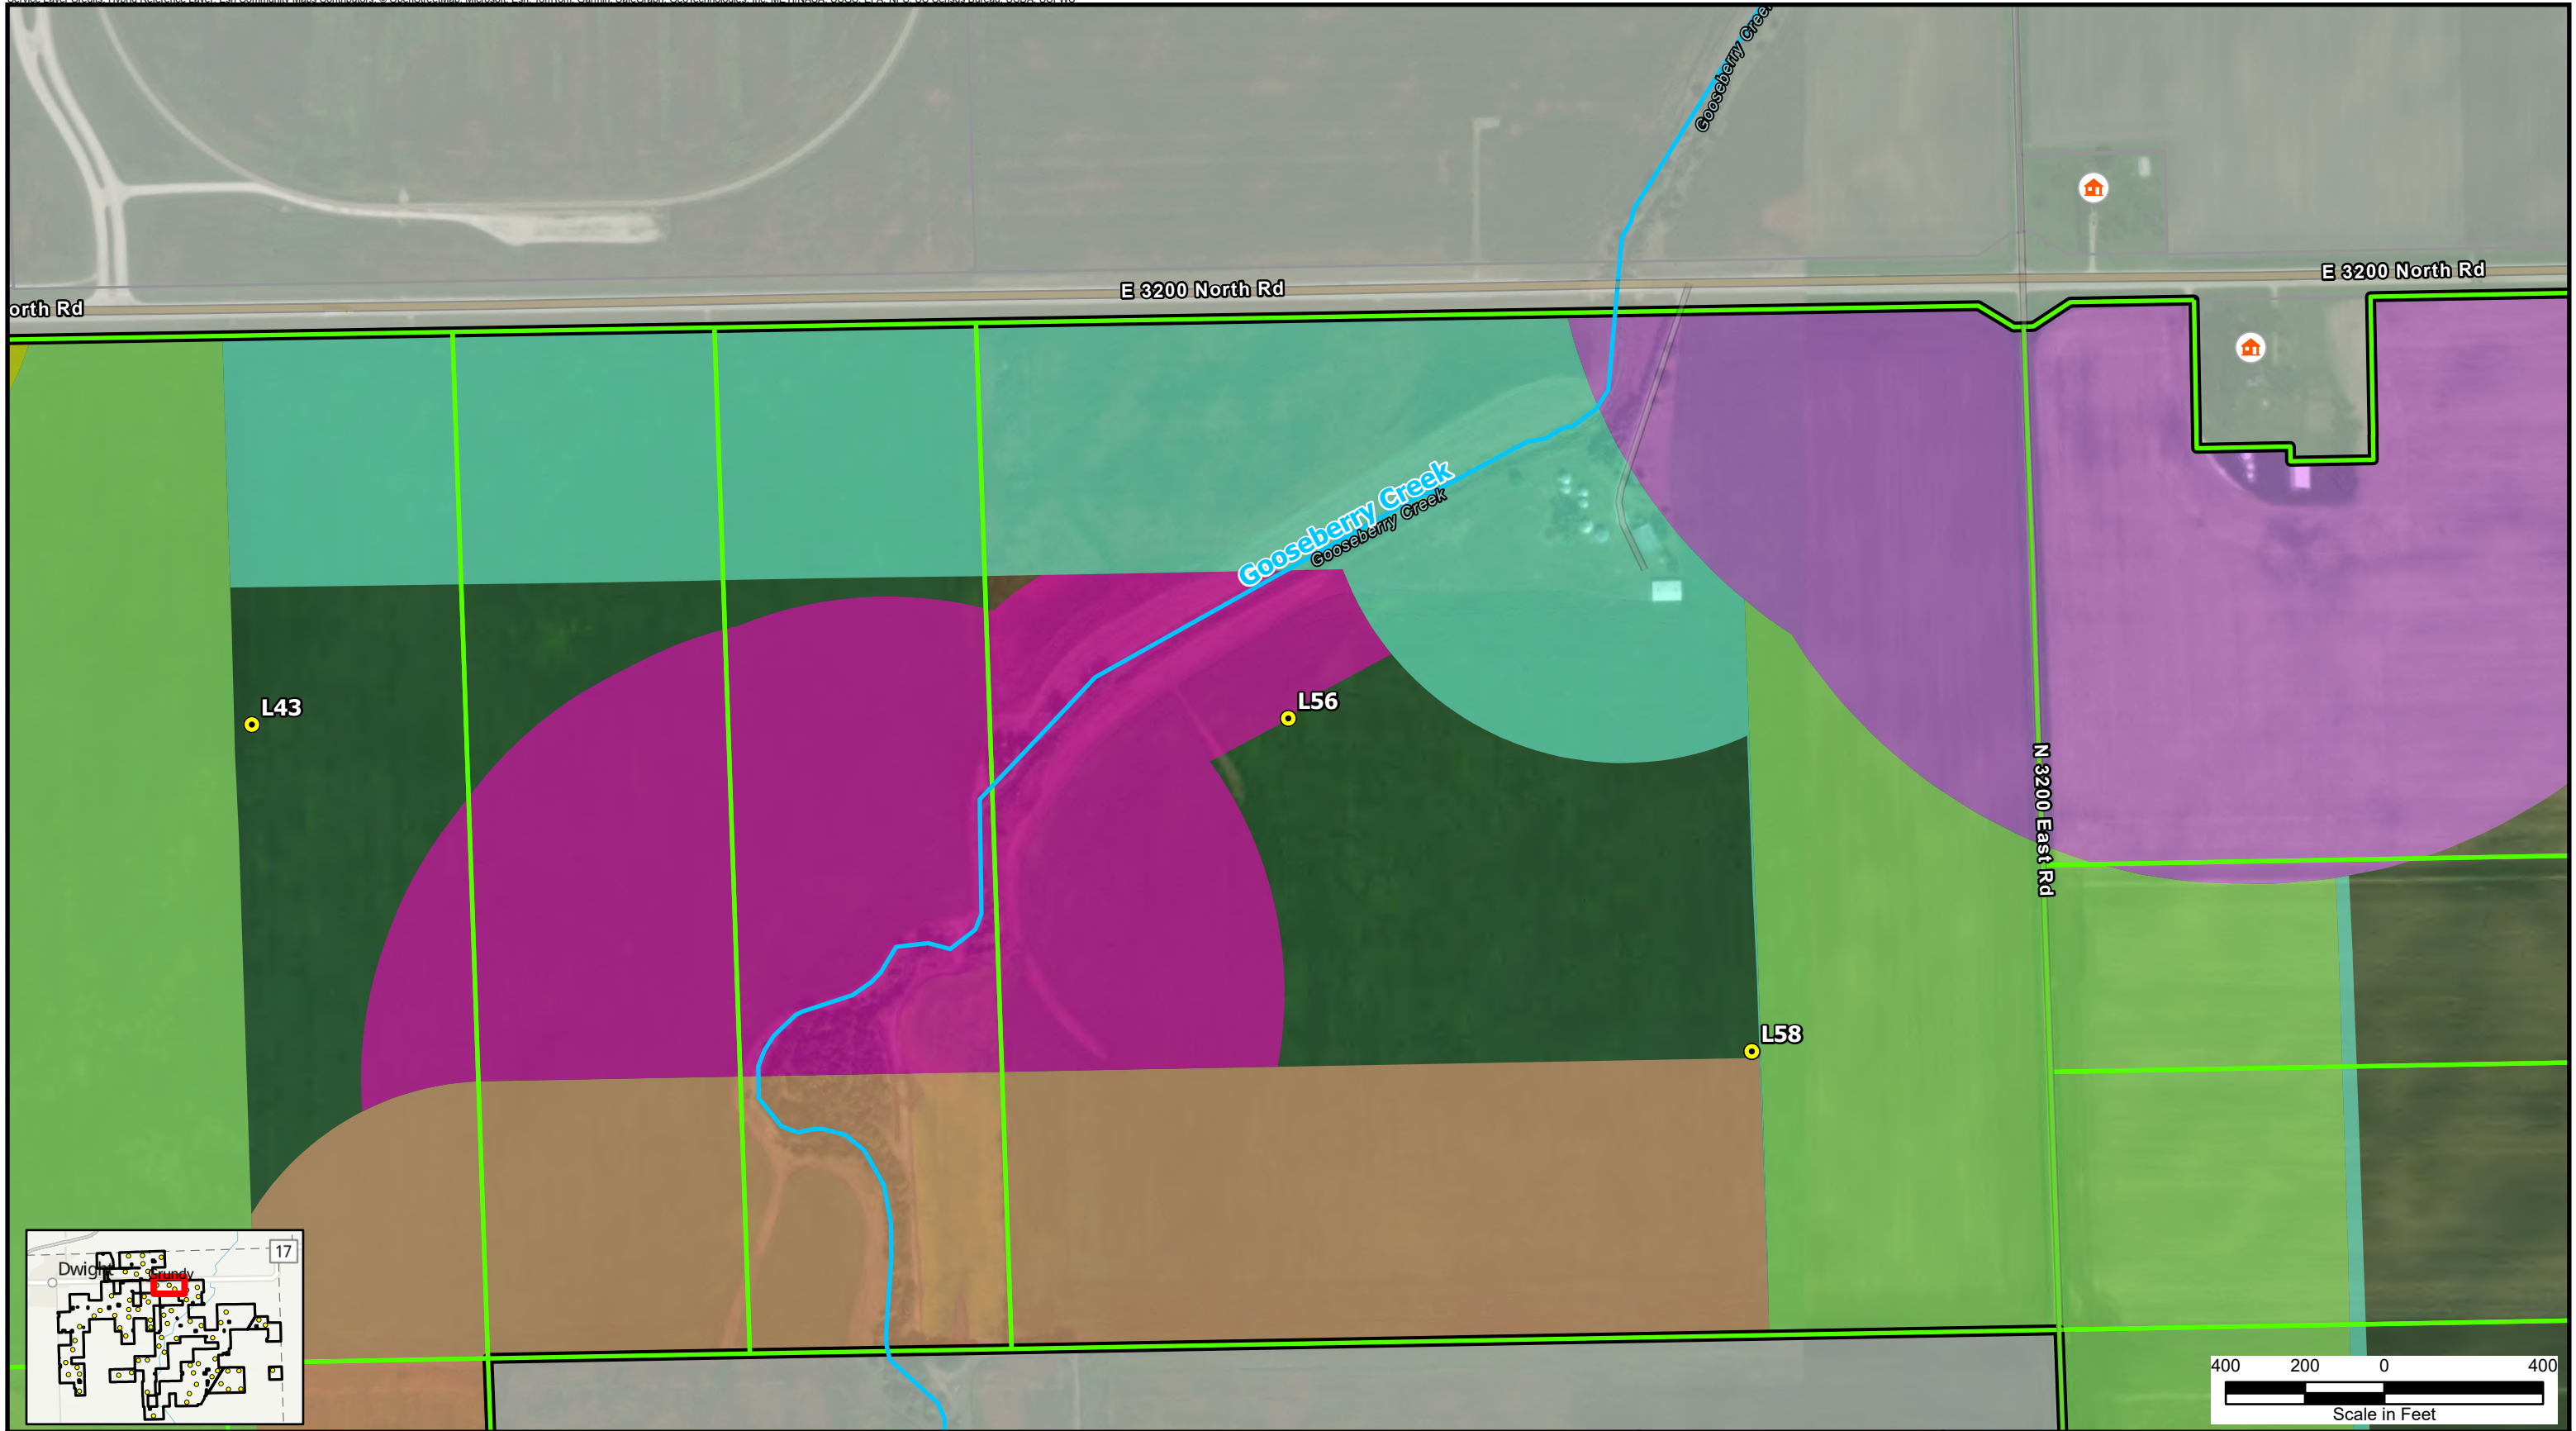 Gooseberry Creek
E 3200 North Rd
E 3200 North Rd
orth Rd
Gooseberry Creek
Gooseberry Creek
L43
L56
N 3200 East Rd
L58
17
Dwight
Grundy
400 200 0 400
Scale in Feet